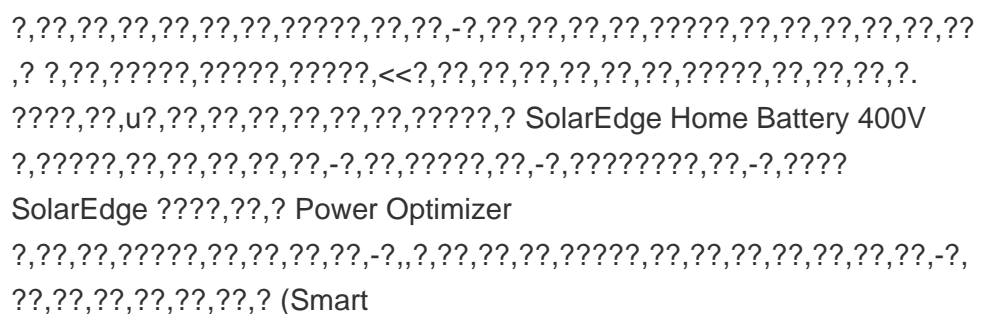 ?,??,??,??,??,??,??,?????,??,??,-?,??,??,??,??,?????,??,??,??,??,??,??
,? ?,??,?????,?????,?????,<<?,??,??,??,??,??,??,?????,??,??,??,?.
????,??,u?,??,??,??,??,??,??,?????,? SolarEdge Home Battery 400V
?,?????,??,??,??,??,??,-?,??,?????,??,-?,????????,??,-?,????
SolarEdge ????,??,? Power Optimizer
?,??,??,?????,??,??,??,??,-?,,?,??,??,??,?????,??,??,??,??,??,??,??,-?,
??,??,??,??,??,??,? (Smart